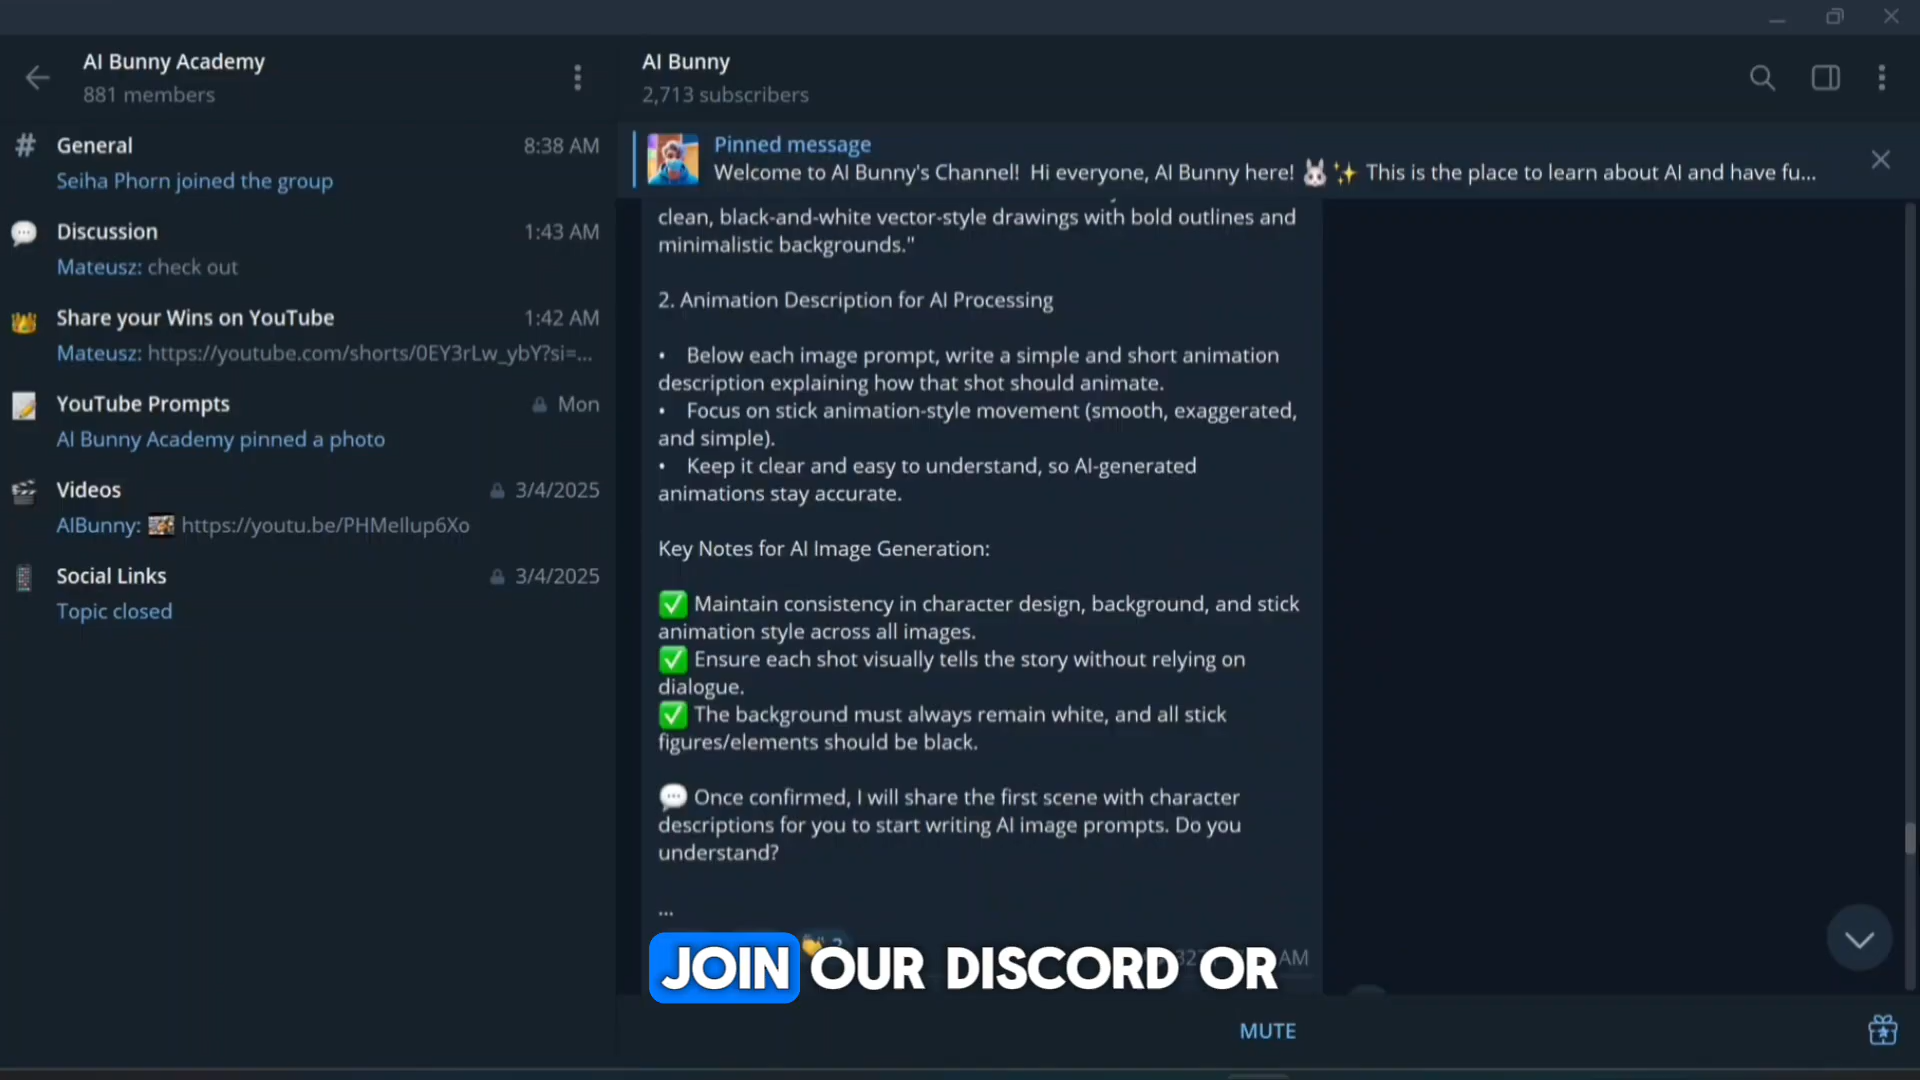 AI Bunny Academy
881 members
General
8:38 AM
Seiha Phorn joined the group
Discussion
1:43 AM
Mateusz: check out
Share your Wins on YouTube
1:42 AM
Mateusz: https://youtube.com/shorts/0EY3rLw_ybY?si=...
YouTube Prompts
Mon
AI Bunny Academy pinned a photo
Videos
3/4/2025
AIBunny: https://youtu.be/PHMeIlup6Xo
Social Links
3/4/2025
Topic closed
AI Bunny
2,713 subscribers
Pinned message
Welcome to AI Bunny's Channel! Hi everyone, AI Bunny here! 🐰✨ This is the place to learn about AI and have fu...
clean, black-and-white vector-style drawings with bold outlines and
minimalistic backgrounds."
2. Animation Description for AI Processing
• Below each image prompt, write a simple and short animation
description explaining how that shot should animate.
• Focus on stick animation-style movement (smooth, exaggerated,
and simple).
• Keep it clear and easy to understand, so AI-generated
animations stay accurate.
Key Notes for AI Image Generation:
✅ Maintain consistency in character design, background, and stick
animation style across all images.
✅ Ensure each shot visually tells the story without relying on
dialogue.
✅ The background must always remain white, and all stick
figures/elements should be black.
💬 Once confirmed, I will share the first scene with character
descriptions for you to start writing AI image prompts. Do you
understand?
...
AM
JOIN OUR DISCORD OR
MUTE